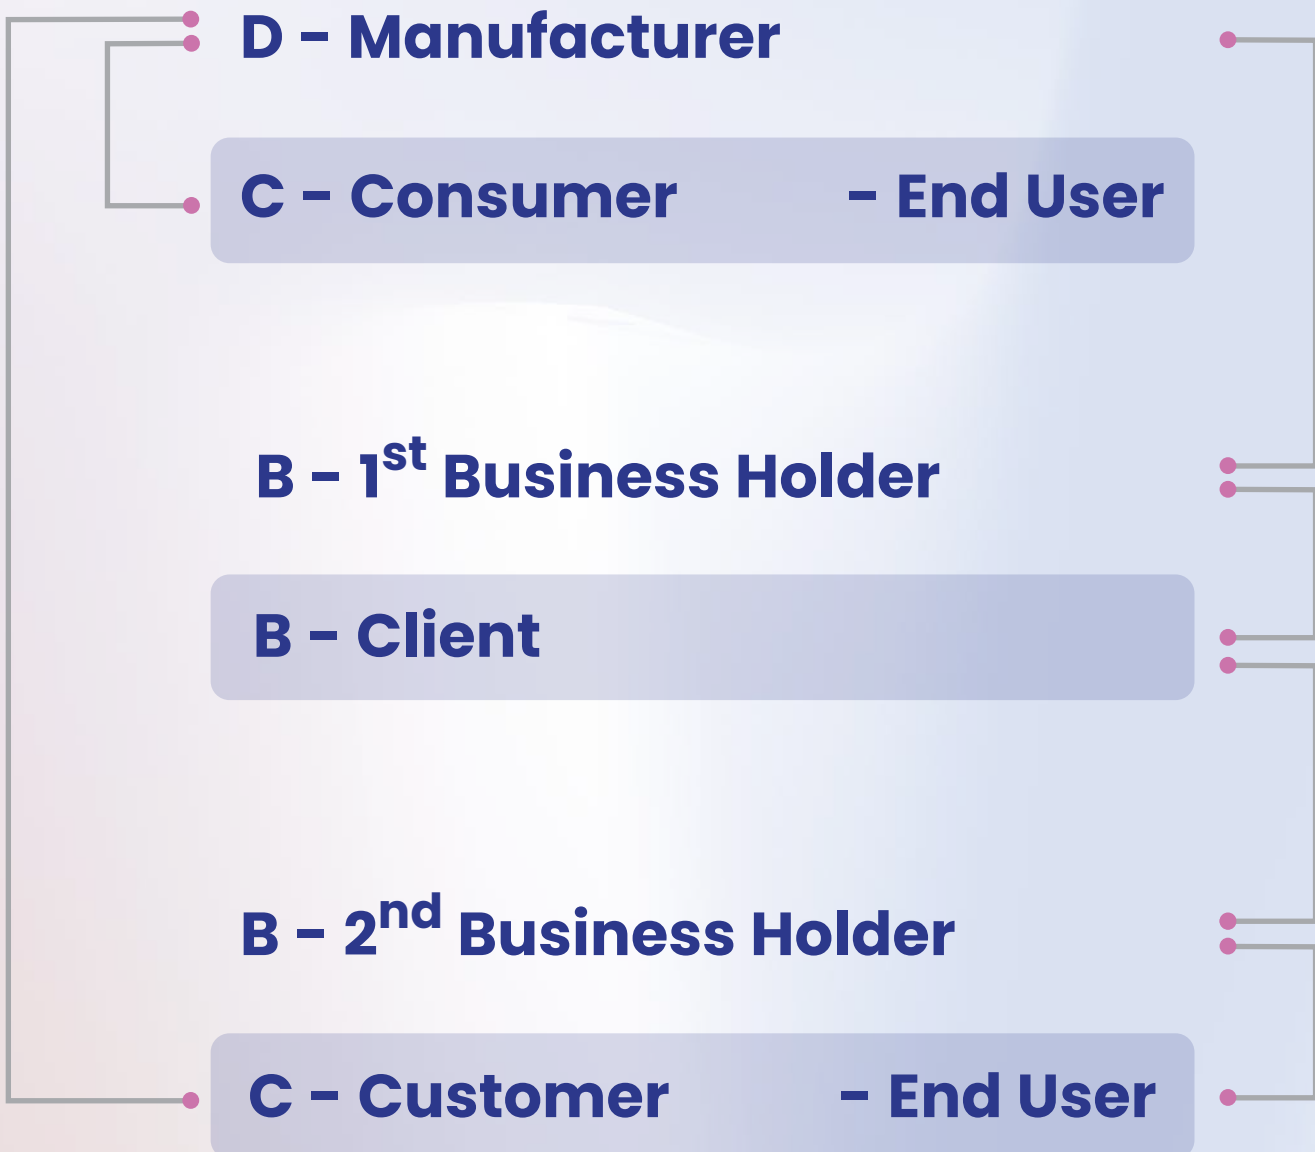 D - Manufacturer
C - Consumer - End User
B - 1st Business Holder
B - Client
B - 2nd Business Holder
C - Customer - End User